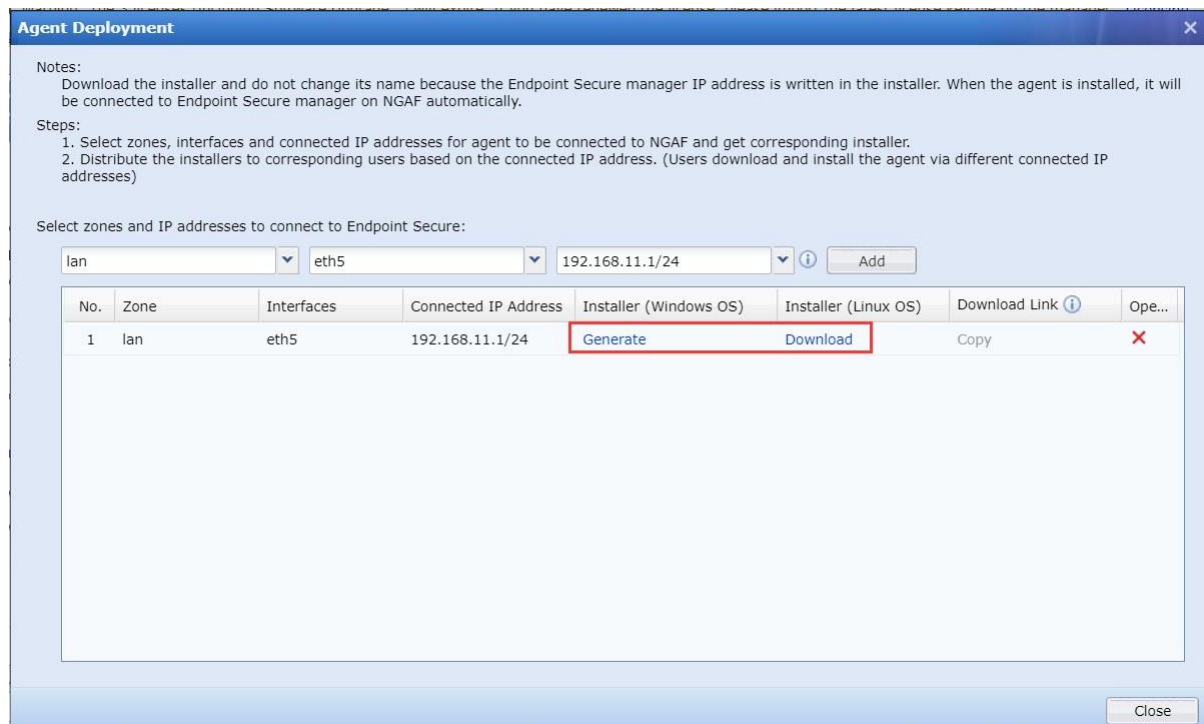 Agent Deployment
Notes:
Download the installer and do not change its name because the Endpoint Secure manager IP address is written in the installer. When the agent is installed, it will
be connected to Endpoint Secure manager on NGAF automatically.
Steps:
1. Select zones, interfaces and connected IP addresses for agent to be connected to NGAF and get corresponding installer.
2. Distribute the installers to corresponding users based on the connected IP address. (Users download and install the agent via different connected IP
addresses)
Select zones and IP addresses to connect to Endpoint Secure:
lan eth5 192.168.11.1/24 Add
No. Zone Interfaces Connected IP Address Installer (Windows OS) Installer (Linux OS) Download Link Ope...
1 lan eth5 192.168.11.1/24 Generate Download Copy
Close